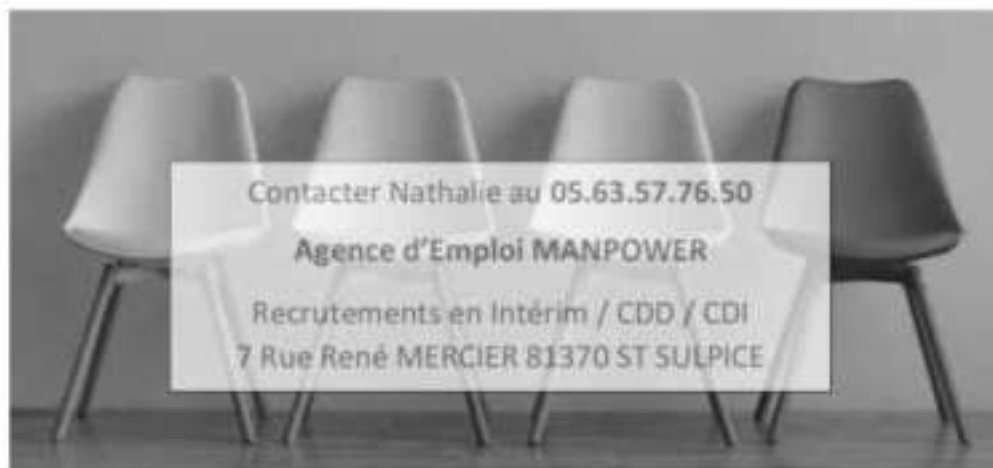 Contacter Nathalie au 05.63.57.76.50
Agence d'Emploi MANPOWER
Recrutements en Intérim / CDD / CDI
7 Rue René MERCIER 81370 ST SULPICE